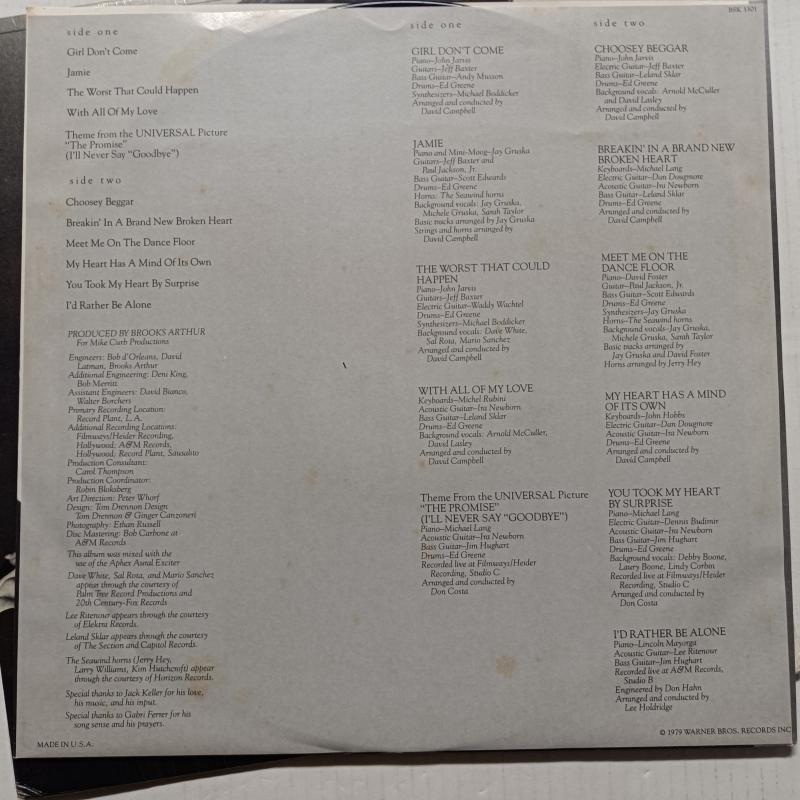 side one
Girl Don't Come
Jamie
The Worst That Could Happen
With All Of My Love
Theme from the UNIVERSAL Picture
"The Promise"
(I'll Never Say "Goodbye")
side two
Choosey Beggar
Breakin' In A Brand New Broken Heart
Meet Me On The Dance Floor
My Heart Has A Mind Of Its Own
You Took My Heart By Surprise
I'd Rather Be Alone
PRODUCED BY BROOKS ARTHUR
For Mike Curb Productions
Engineers: Bob d'Orleans, David
Latman, Brooks Arthur
Additional Engineering: Deni King,
Bob Merritt
Assistant Engineers: David Bianco,
Walter Borchers
Primary Recording Location:
Record Plant, L.A.
Additional Recording Locations:
Filmways/Heider Recording,
Hollywood; A&M Records,
Hollywood; Record Plant, Sausalito
Production Consultant:
Carol Thompson
Production Coordinator:
Robin Bloksberg
Art Direction: Peter Whorf
Design: Tom Drennon Design
Tom Drennon & Ginger Canzoneri
Photography: Ethan Russell
Disc Mastering: Bob Carbone at
A&M Records
This album was mixed with the
use of the Aphex Aural Exciter
Dave White, Sal Rota, and Mario Sanchez
appear through the courtesy of
Palm Tree Record Productions and
20th Century-Fox Records
Lee Ritenour appears through the courtesy
of Elektra Records.
Leland Sklar appears through the courtesy
of The Section and Capitol Records.
The Seawind horns (Jerry Hey,
Larry Williams, Kim Hutchcroft) appear
through the courtesy of Horizon Records.
Special thanks to Jack Keller for his love,
his music, and his input.
Special thanks to Gabri Ferrer for his
song sense and his prayers.
MADE IN U.S.A.
side one
GIRL DON'T COME
Piano–John Jarvis
Guitars–Jeff Baxter
Bass Guitar–Andy Muson
Drums–Ed Greene
Synthesizers–Michael Boddicker
Arranged and conducted by
David Campbell
JAMIE
Piano and Mini-Moog–Jay Gruska
Guitars–Jeff Baxter and
Paul Jackson, Jr.
Bass Guitar–Scott Edwards
Drums–Ed Greene
Horns: The Seawind horns
Background vocals: Jay Gruska,
Michele Gruska, Sarah Taylor
Basic tracks arranged by Jay Gruska
Strings and horns arranged by
David Campbell
THE WORST THAT COULD
HAPPEN
Piano–John Jarvis
Guitars–Jeff Baxter
Electric Guitar–Waddy Wachtel
Drums–Ed Greene
Synthesizers–Michael Boddicker
Background vocals: Dave White,
Sal Rota, Mario Sanchez
Arranged and conducted by
David Campbell
WITH ALL OF MY LOVE
Keyboards–Michel Rubini
Acoustic Guitar–Ira Newborn
Bass Guitar–Leland Sklar
Drums–Ed Greene
Background vocals: Arnold McCuller,
David Lasley
Arranged and conducted by
David Campbell
Theme From the UNIVERSAL Picture
"THE PROMISE"
(I'LL NEVER SAY "GOODBYE")
Piano–Michael Lang
Acoustic Guitar–Ira Newborn
Bass Guitar–Jim Hughart
Drums–Ed Greene
Recorded live at Filmways/Heider
Recording, Studio C
Arranged and conducted by
Don Costa
BSK 3301
side two
CHOOSEY BEGGAR
Piano–John Jarvis
Electric Guitar–Jeff Baxter
Bass Guitar–Leland Sklar
Drums–Ed Greene
Background vocals: Arnold McCuller
and David Lasley
Arranged and conducted by
David Campbell
BREAKIN' IN A BRAND NEW
BROKEN HEART
Keyboards–Michael Lang
Electric Guitar–Dan Dougmore
Acoustic Guitar–Ira Newborn
Bass Guitar–Leland Sklar
Drums–Ed Greene
Arranged and conducted by
David Campbell
MEET ME ON THE
DANCE FLOOR
Piano–David Foster
Guitar–Paul Jackson, Jr.
Bass Guitar–Scott Edwards
Drums–Ed Greene
Synthesizers–Jay Gruska
Horns–The Seawind horns
Background vocals–Jay Gruska,
Michele Gruska, Sarah Taylor
Basic tracks arranged by
Jay Gruska and David Foster
Horns arranged by Jerry Hey
MY HEART HAS A MIND
OF ITS OWN
Keyboards–John Hobbs
Electric Guitar–Dan Dougmore
Acoustic Guitar–Ira Newborn
Drums–Ed Greene
Arranged and conducted by
David Campbell
YOU TOOK MY HEART
BY SURPRISE
Piano–Michael Lang
Electric Guitar–Dennis Budimir
Acoustic Guitar–Ira Newborn
Bass Guitar–Jim Hughart
Drums–Ed Greene
Background vocals: Debby Boone,
Laury Boone, Lindy Corbin
Recorded live at Filmways/Heider
Recording, Studio C
Arranged and conducted by
Don Costa
I'D RATHER BE ALONE
Piano–Lincoln Mayorga
Acoustic Guitar–Lee Ritenour
Bass Guitar–Jim Hughart
Recorded live at A&M Records,
Studio B
Engineered by Don Hahn
Arranged and conducted by
Lee Holdridge
© 1979 WARNER BROS. RECORDS INC